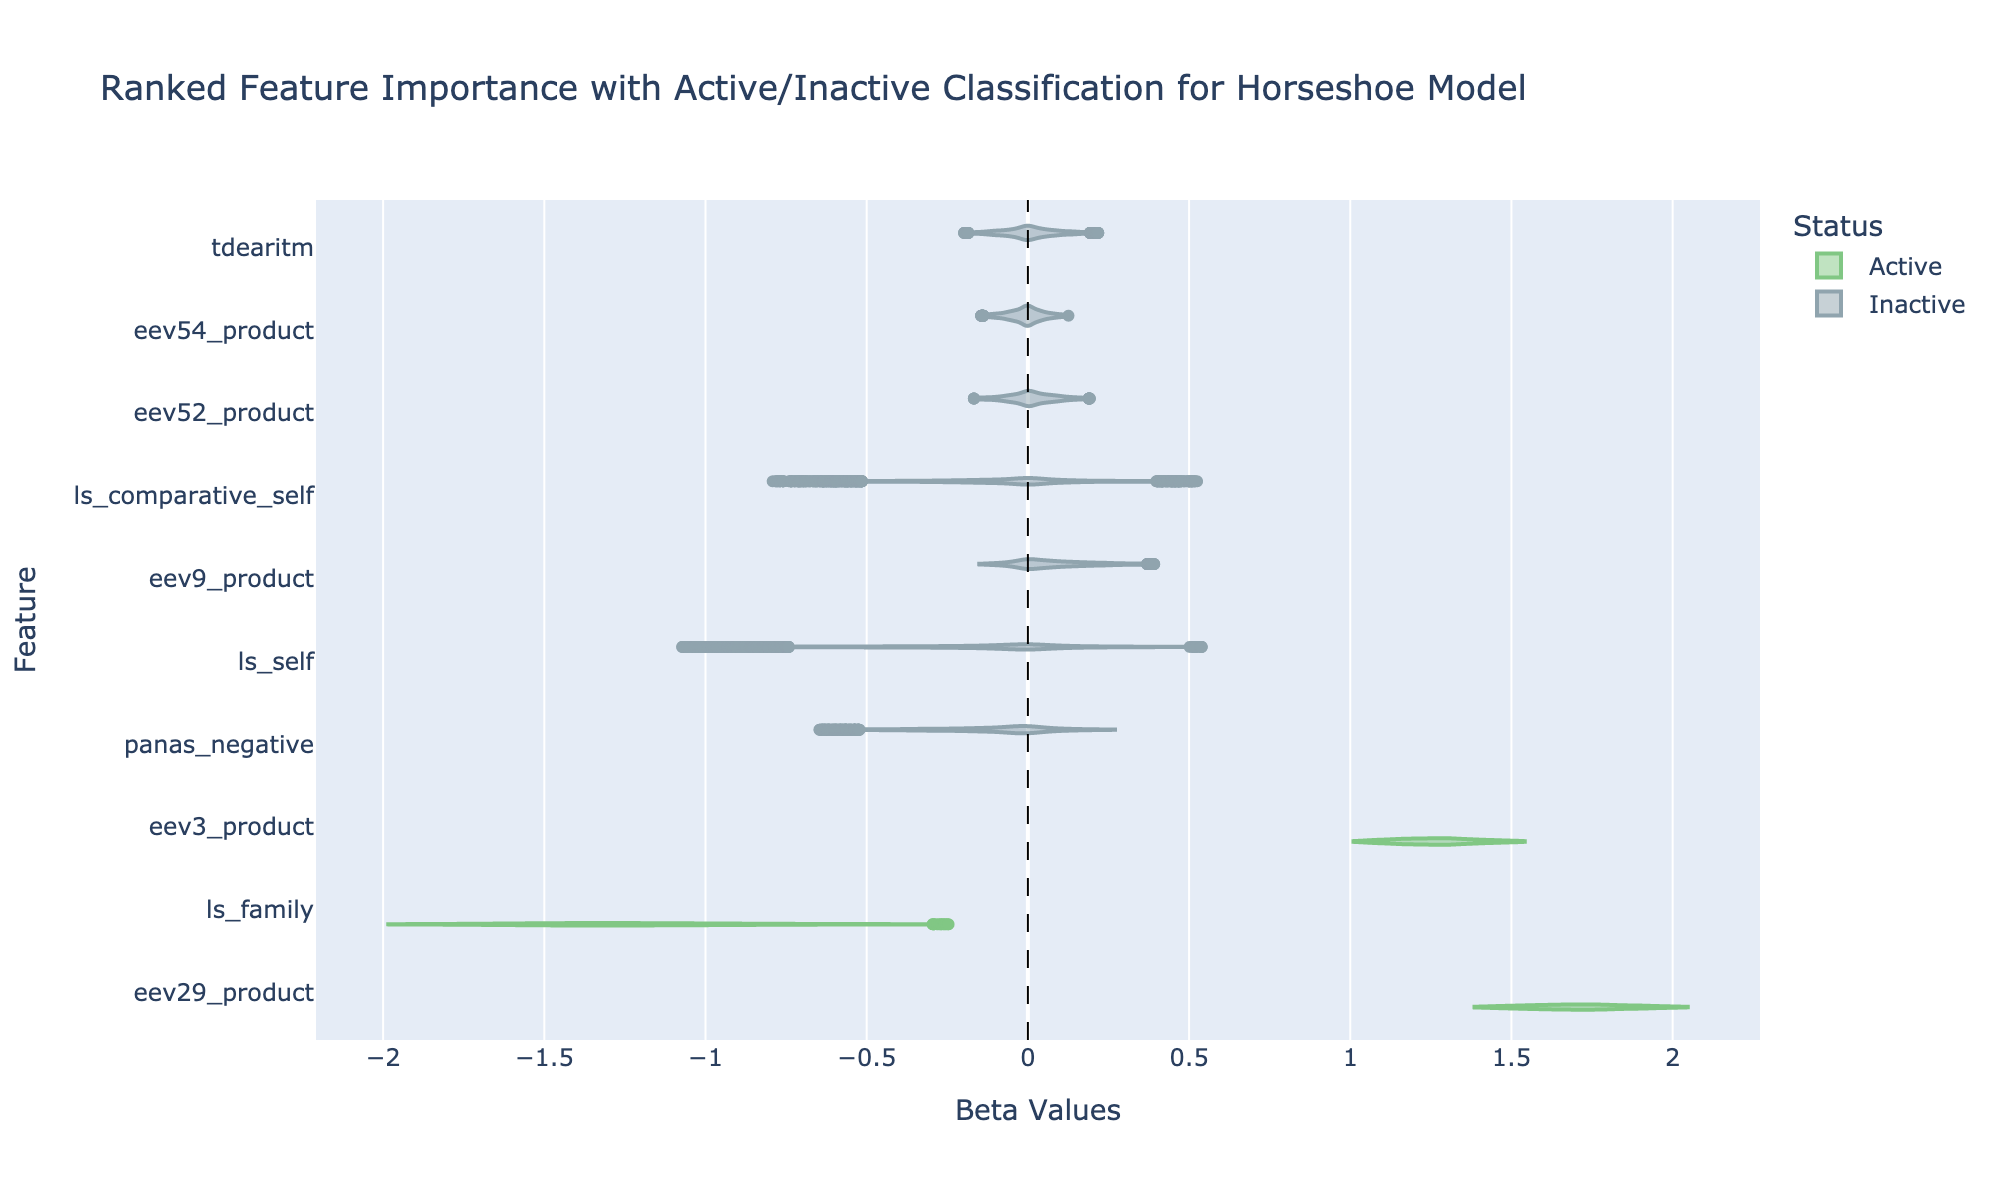 Ranked Feature Importance with Active/Inactive Classification for Horseshoe Model
Status
Active
Inactive
Feature
tdearitm
eev54_product
eev52_product
ls_comparative_self
eev9_product
ls_self
panas_negative
eev3_product
ls_family
eev29_product
−2 −1.5 −1 −0.5 0 0.5 1 1.5 2
Beta Values